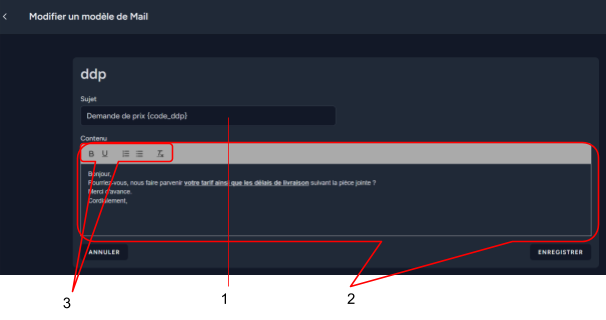 Modifier un modèle de Mail
ddp
Sujet
Demande de prix {code_ddp}
Contenu
B U
Bonjour,
Pourriez-vous, nous faire parvenir votre tarif ainsi que les délais de livraison suivant la pièce jointe ?
Merci d'avance.
Cordialement,
ANNULER ENREGISTRER
3 1 2